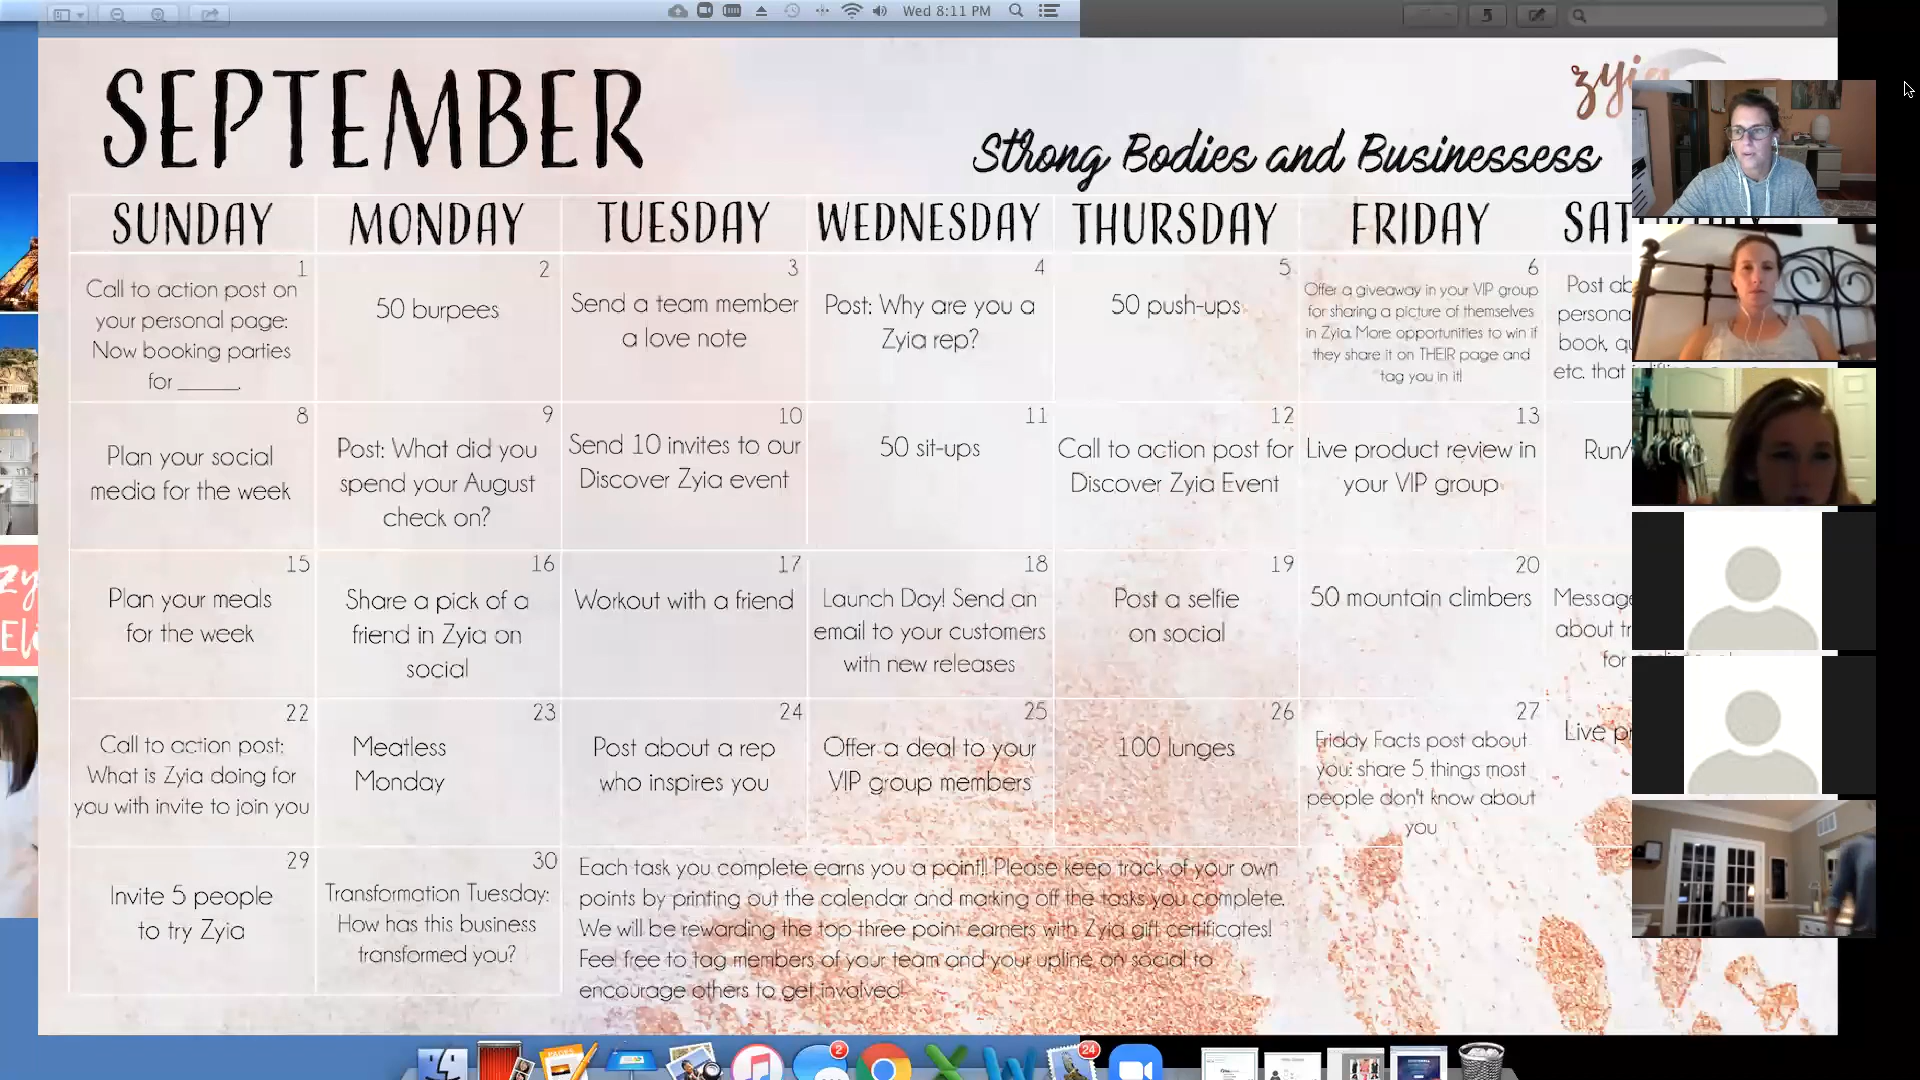 Wed 8:11 PM
SEPTEMBER
zyia
Strong Bodies and Businessess
SUNDAY MONDAY TUESDAY WEDNESDAY THURSDAY FRIDAY
1
Call to action post on
your personal page:
Now booking parties
for ______.
2
50 burpees
3
Send a team member
a love note
4
Post: Why are you a
Zyia rep?
5
50 push-ups
6
Offer a giveaway in your VIP group
for sharing a picture of themselves
in Zyia. More opportunities to win if
they share it on THEIR page and
tag you in it!
Post
book,
etc. that
8
Plan your social
media for the week
9
Post: What did you
spend your August
check on?
10
Send 10 invites to our
Discover Zyia event
11
50 sit-ups
12
Call to action post for
Discover Zyia Event
13
Live product review in
your VIP group
Run/
15
Plan your meals
for the week
16
Share a pick of a
friend in Zyia on
social
17
Workout with a friend
18
Launch Day! Send an
email to your customers
with new releases
19
Post a selfie
on social
20
50 mountain climbers
Message
about
for
22
Call to action post:
What is Zyia doing for
you with invite to join you
23
Meatless
Monday
24
Post about a rep
who inspires you
25
Offer a deal to your
VIP group members
26
100 lunges
27
Friday Facts post about
you: share 5 things most
people don't know about
you
Live
29
Invite 5 people
to try Zyia
30
Transformation Tuesday:
How has this business
transformed you?
Each task you complete earns you a point!! Please keep track of your own
points by printing out the calendar and marking off the tasks you complete.
We will be rewarding the top three point earners with Zyia gift certificates!
Feel free to tag members of your team and your upline on social to
encourage others to get involved!
PAGES
2
24